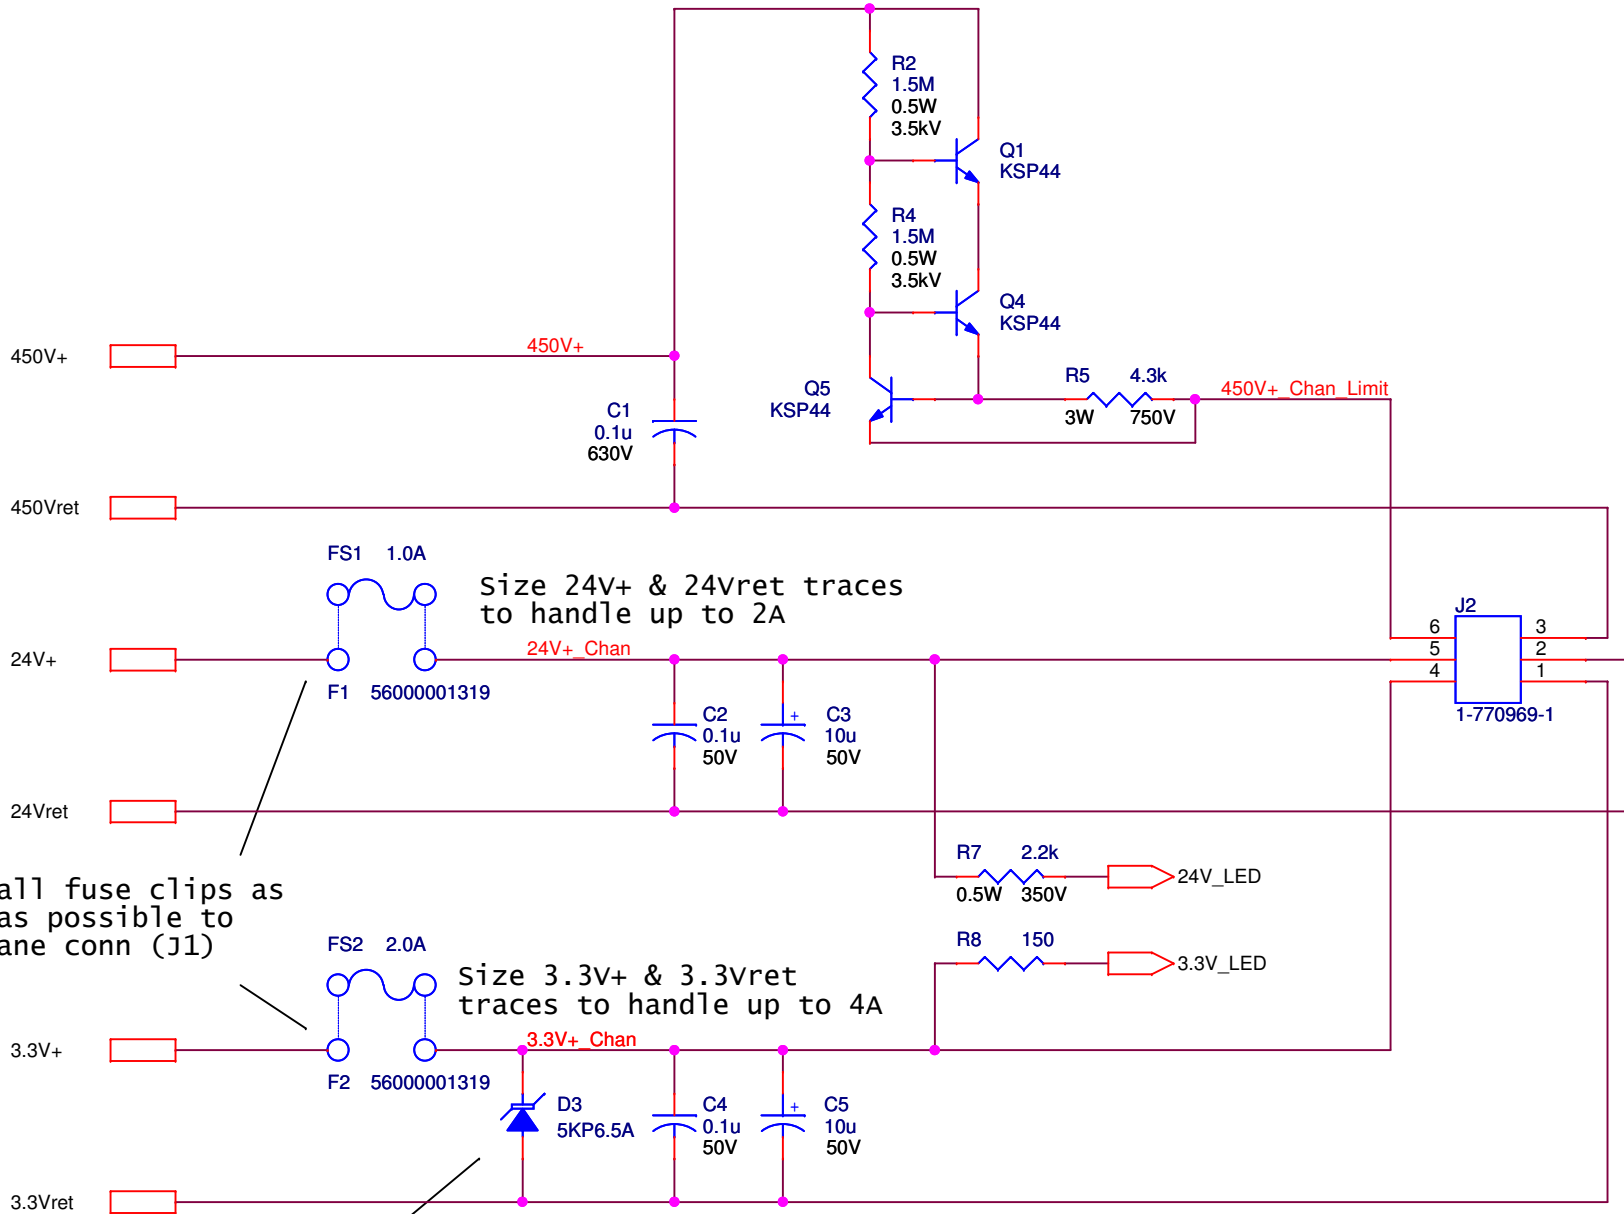 R2
1.5M
0.5W
3.5kV
Q1
KSP44
R4
1.5M
0.5W
3.5kV
Q4
KSP44
450V+
450V+
Q5
KSP44
R5 4.3k
3W 750V
450V+_Chan_Limit
C1
0.1u
630V
450Vret
FS1 1.0A
Size 24V+ & 24Vret traces
to handle up to 2A
24V+
24V+_Chan
F1 56000001319
J2
6 3
5 2
4 1
1-770969-1
C2
0.1u
50V
+
C3
10u
50V
24Vret
R7 2.2k
0.5W 350V
24V_LED
all fuse clips as
as possible to
ane conn (J1)
R8 150
3.3V_LED
FS2 2.0A
Size 3.3V+ & 3.3Vret
traces to handle up to 4A
3.3V+
3.3V+_Chan
F2 56000001319
D3
5KP6.5A
C4
0.1u
50V
+
C5
10u
50V
3.3Vret